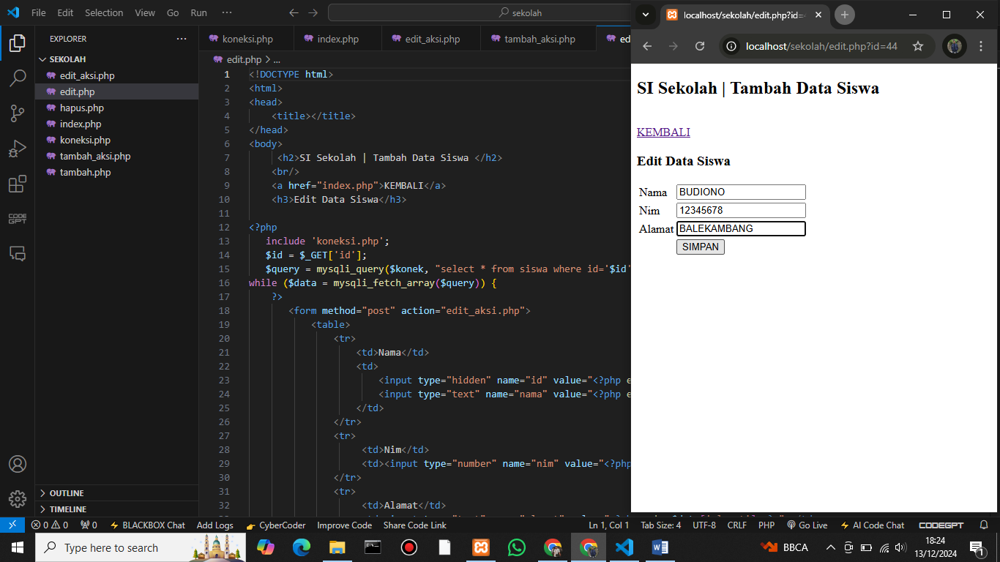 File Edit Selection View Go Run ··· sekolah
EXPLORER ···
SEKOLAH
edit_aksi.php
edit.php
hapus.php
index.php
koneksi.php
tambah_aksi.php
tambah.php
OUTLINE
TIMELINE
CODE GPT
koneksi.php index.php edit_aksi.php tambah_aksi.php
edit.php > ...
1 <!DOCTYPE html>
2 <html>
3 <head>
4 <title></title>
5 </head>
6 <body>
7 <h2>SI Sekolah | Tambah Data Siswa </h2>
8 <br/>
9 <a href="index.php">KEMBALI</a>
10 <h3>Edit Data Siswa</h3>
11
12 <?php
13 include 'koneksi.php';
14 $id = $_GET['id'];
15 $query = mysqli_query($konek, "select * from siswa where id='$id'
16 while ($data = mysqli_fetch_array($query)) {
17 ?>
18 <form method="post" action="edit_aksi.php">
19 <table>
20 <tr>
21 <td>Nama</td>
22 <td>
23 <input type="hidden" name="id" value="<?php e
24 <input type="text" name="nama" value="<?php e
25 </td>
26 </tr>
27 <tr>
28 <td>Nim</td>
29 <td><input type="number" name="nim" value="<?php
30 </tr>
31 <tr>
32 <td>Alamat</td>
localhost/sekolah/edit.php?id=
localhost/sekolah/edit.php?id=44
SI Sekolah | Tambah Data Siswa
KEMBALI
Edit Data Siswa
Nama BUDIONO
Nim 12345678
Alamat BALEKAMBANG
SIMPAN
0 0 0 BLACKBOX Chat Add Logs CyberCoder Improve Code Share Code Link Ln 1, Col 1 Tab Size: 4 UTF-8 CRLF PHP Go Live AI Code Chat CODEGPT
Type here to search BBCA 18:24
13/12/2024
1